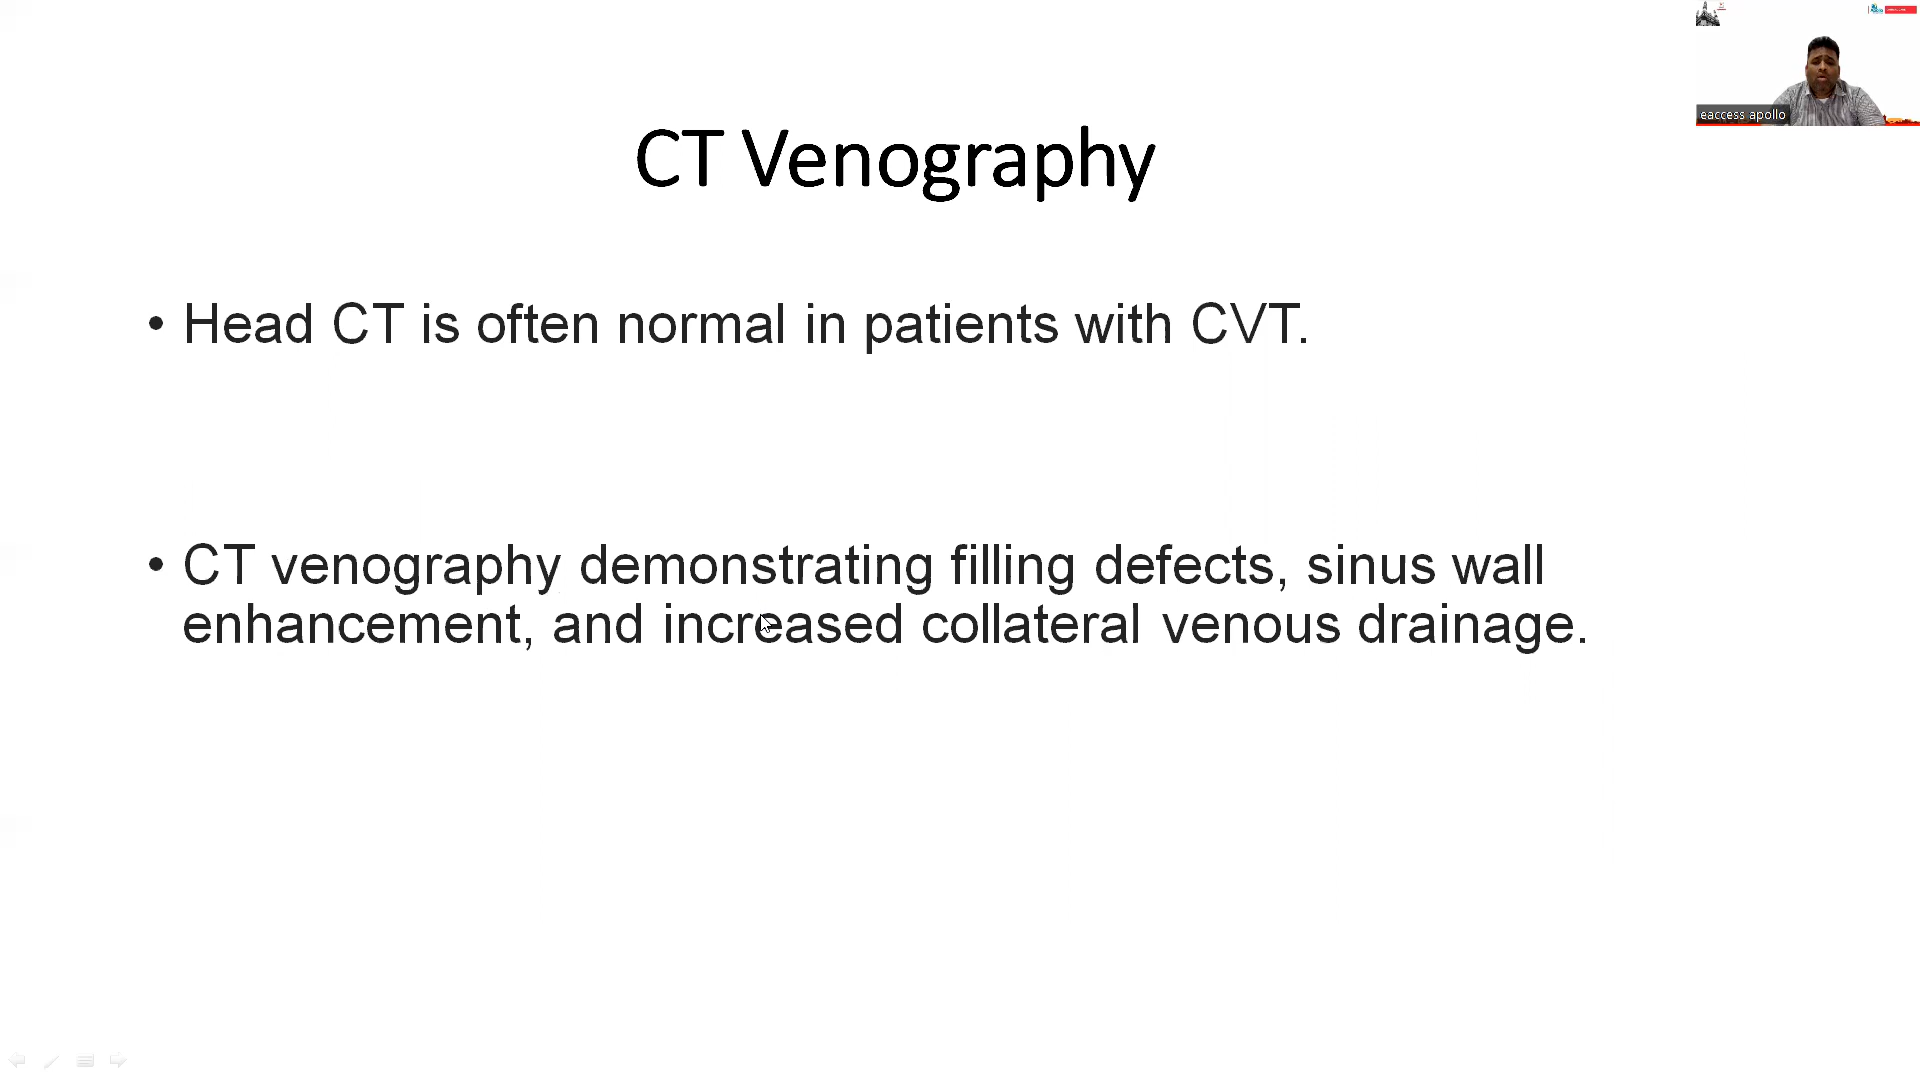 eaccess apollo
CT Venography
• Head CT is often normal in patients with CVT.
• CT venography demonstrating filling defects, sinus wall
enhancement, and increased collateral venous drainage.